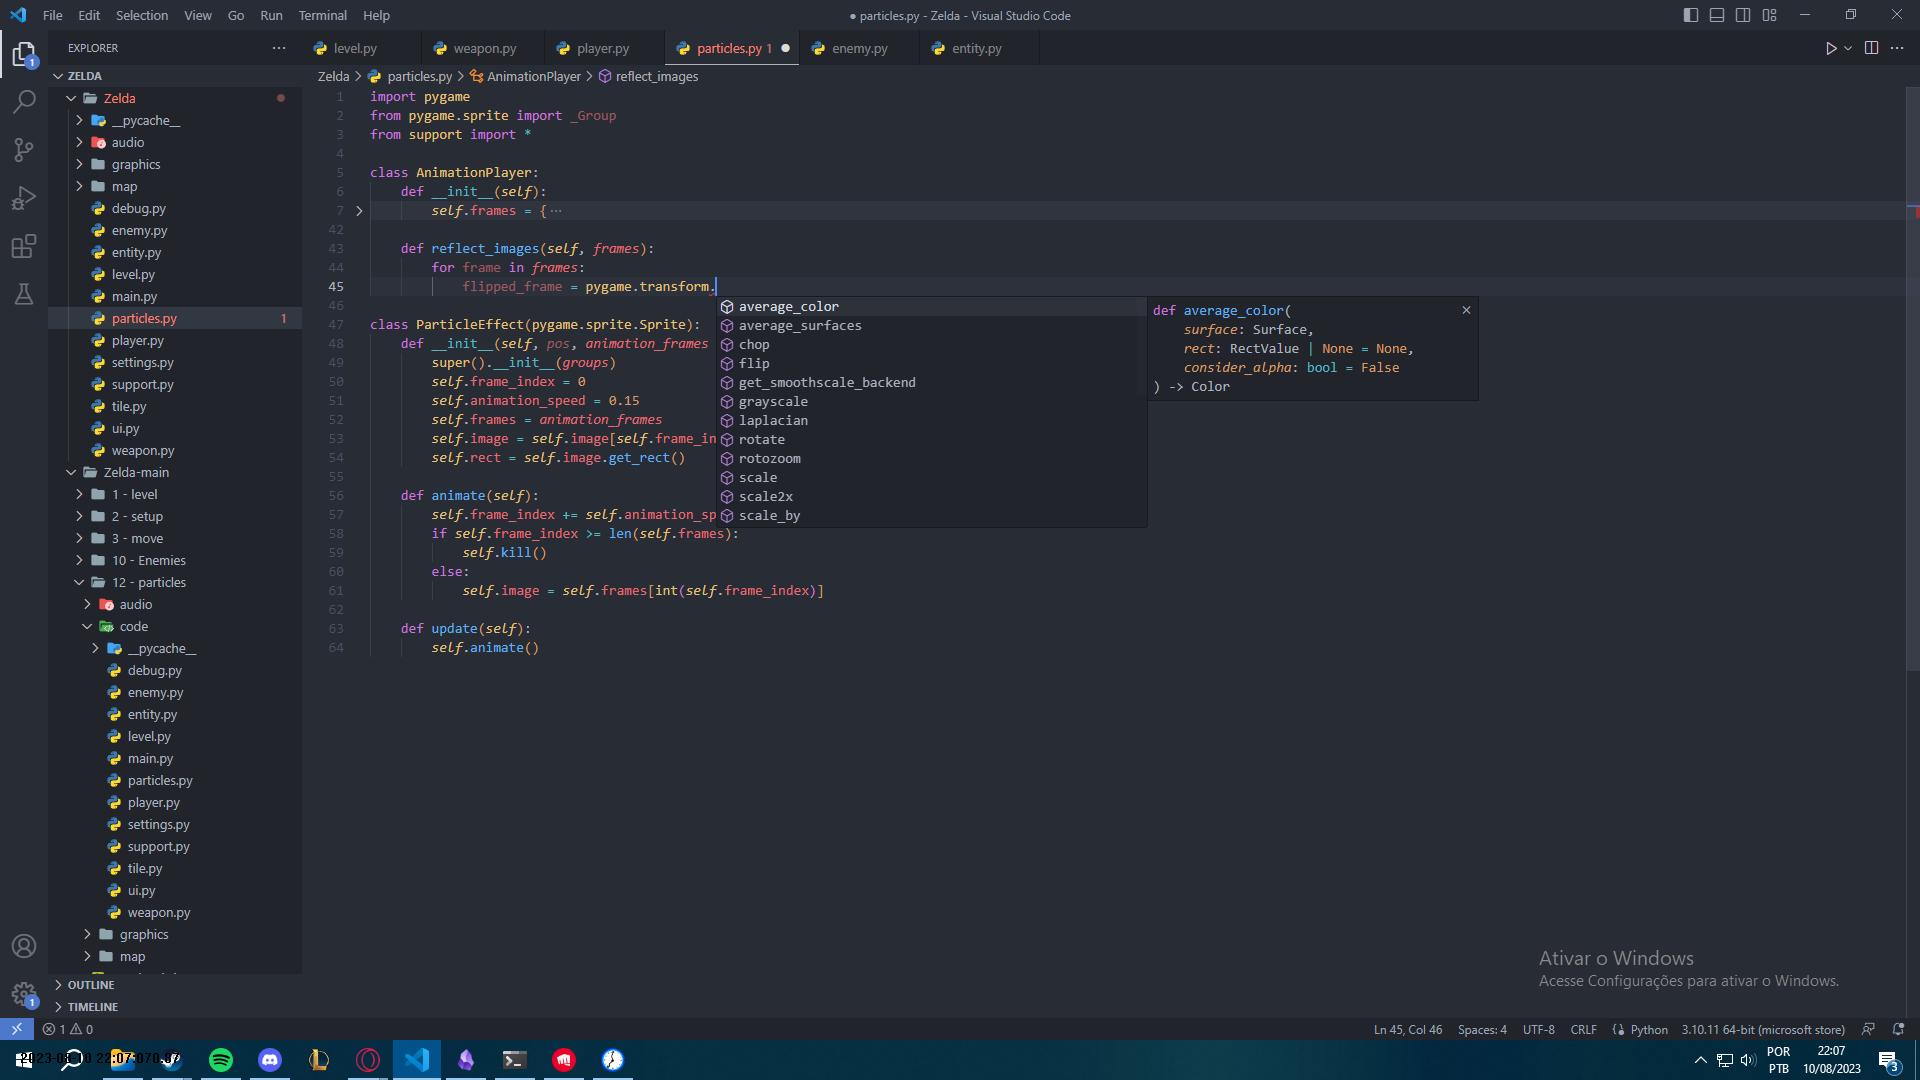 File Edit Selection View Go Run Terminal Help
● particles.py - Zelda - Visual Studio Code
EXPLORER
level.py weapon.py player.py particles.py 1 enemy.py entity.py
ZELDA
Zelda
__pycache__
audio
graphics
map
debug.py
enemy.py
entity.py
level.py
main.py
particles.py 1
player.py
settings.py
support.py
tile.py
ui.py
weapon.py
Zelda-main
1 - level
2 - setup
3 - move
10 - Enemies
12 - particles
audio
code
__pycache__
debug.py
enemy.py
entity.py
level.py
main.py
particles.py
player.py
settings.py
support.py
tile.py
ui.py
weapon.py
graphics
map
OUTLINE
TIMELINE
Zelda > particles.py > AnimationPlayer > reflect_images
1 import pygame
2 from pygame.sprite import _Group
3 from support import *
4
5 class AnimationPlayer:
6 def __init__(self):
7 self.frames = { ···
42
43 def reflect_images(self, frames):
44 for frame in frames:
45 flipped_frame = pygame.transform.
46
47 class ParticleEffect(pygame.sprite.Sprite):
48 def __init__(self, pos, animation_frames
49 super().__init__(groups)
50 self.frame_index = 0
51 self.animation_speed = 0.15
52 self.frames = animation_frames
53 self.image = self.image[self.frame_in
54 self.rect = self.image.get_rect()
55
56 def animate(self):
57 self.frame_index += self.animation_sp
58 if self.frame_index >= len(self.frames):
59 self.kill()
60 else:
61 self.image = self.frames[int(self.frame_index)]
62
63 def update(self):
64 self.animate()
average_color
average_surfaces
chop
flip
get_smoothscale_backend
grayscale
laplacian
rotate
rotozoom
scale
scale2x
scale_by
def average_color(
surface: Surface,
rect: RectValue | None = None,
consider_alpha: bool = False
) -> Color
Ativar o Windows
Acesse Configurações para ativar o Windows.
1 0
Ln 45, Col 46 Spaces: 4 UTF-8 CRLF Python 3.10.11 64-bit (microsoft store)
POR
PTB
22:07
10/08/2023
3